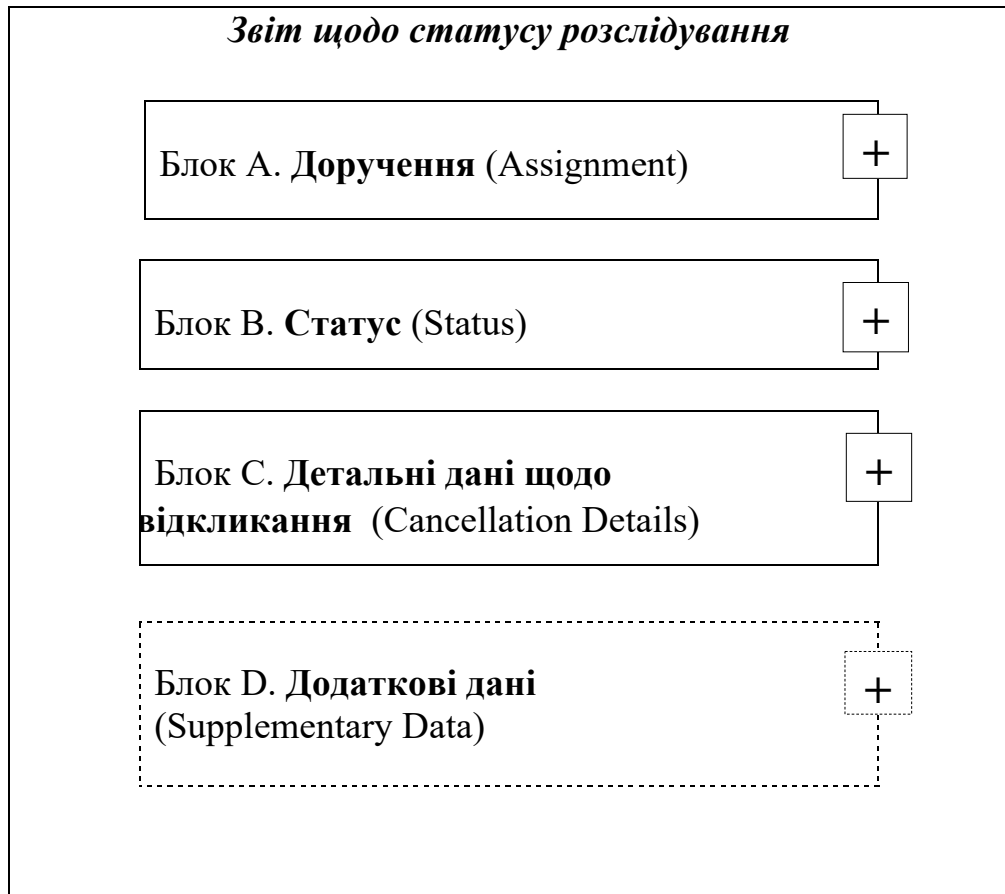 Звіт щодо статусу розслідування
Блок A. Доручення (Assignment)
+
Блок B. Статус (Status)
+
Блок C. Детальні дані щодо
відкликання (Cancellation Details)
+
Блок D. Додаткові дані
(Supplementary Data)
+